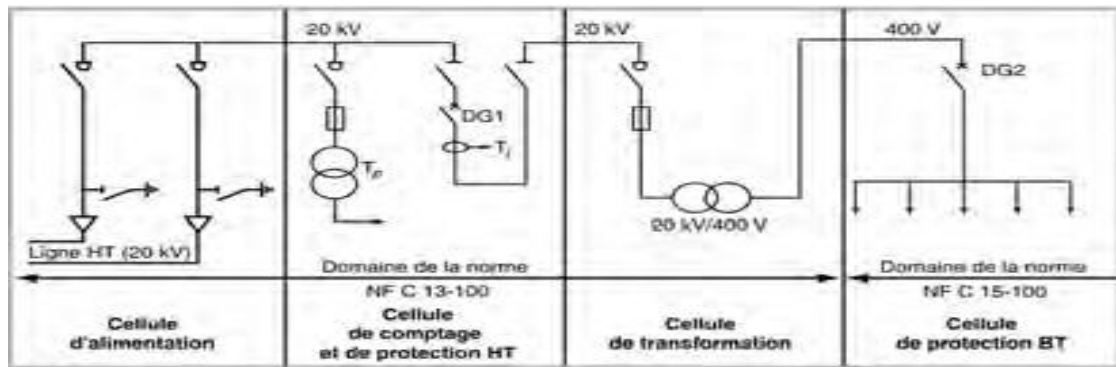 20 kV
20 kV
400 V
DG2
DG1
Tp
Ti
20 kV/400 V
Ligne HT (20 kV)
Domaine de la norme
NF C 13-100
Domaine de la norme
NF C 15-100
Cellule
d'alimentation
Cellule
de comptage
et de protection HT
Cellule
de transformation
Cellule
de protection BT